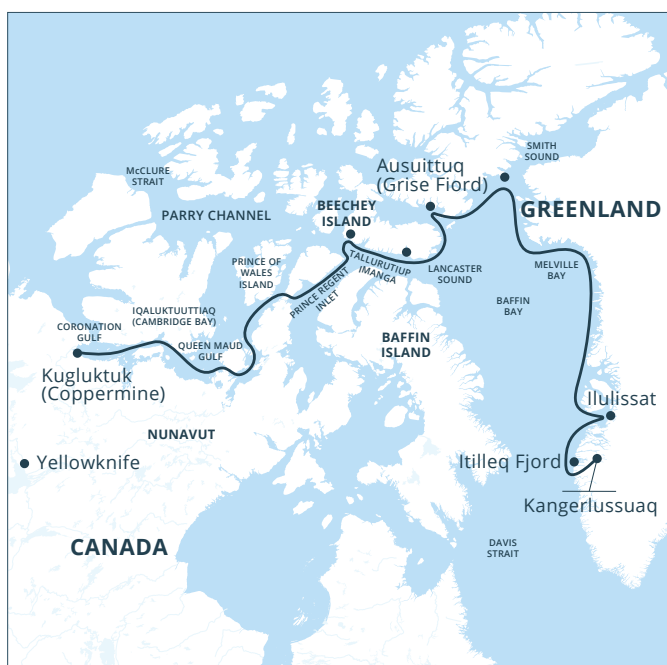 SMITH
SOUND
Ausuittuq
(Grise Fiord)
McCLURE
STRAIT
GREENLAND
BEECHEY
ISLAND
PARRY CHANNEL
PRINCE OF
WALES
ISLAND
TALLURUTIUP
IMANGA
LANCASTER
SOUND
MELVILLE
BAY
PRINCE REGENT
INLET
BAFFIN
BAY
IQALUKTUUTTIAQ
(CAMBRIDGE BAY)
CORONATION
GULF
QUEEN MAUD
GULF
BAFFIN
ISLAND
Kugluktuk
(Coppermine)
Ilulissat
NUNAVUT
Yellowknife
Itilleq Fjord
Kangerlussuaq
CANADA
DAVIS
STRAIT